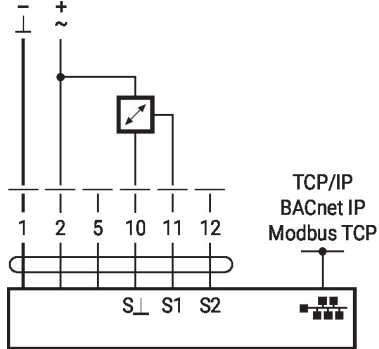 − +
⊥ ~
TCP/IP
BACnet IP
Modbus TCP
1 2 5 10 11 12
S⊥ S1 S2